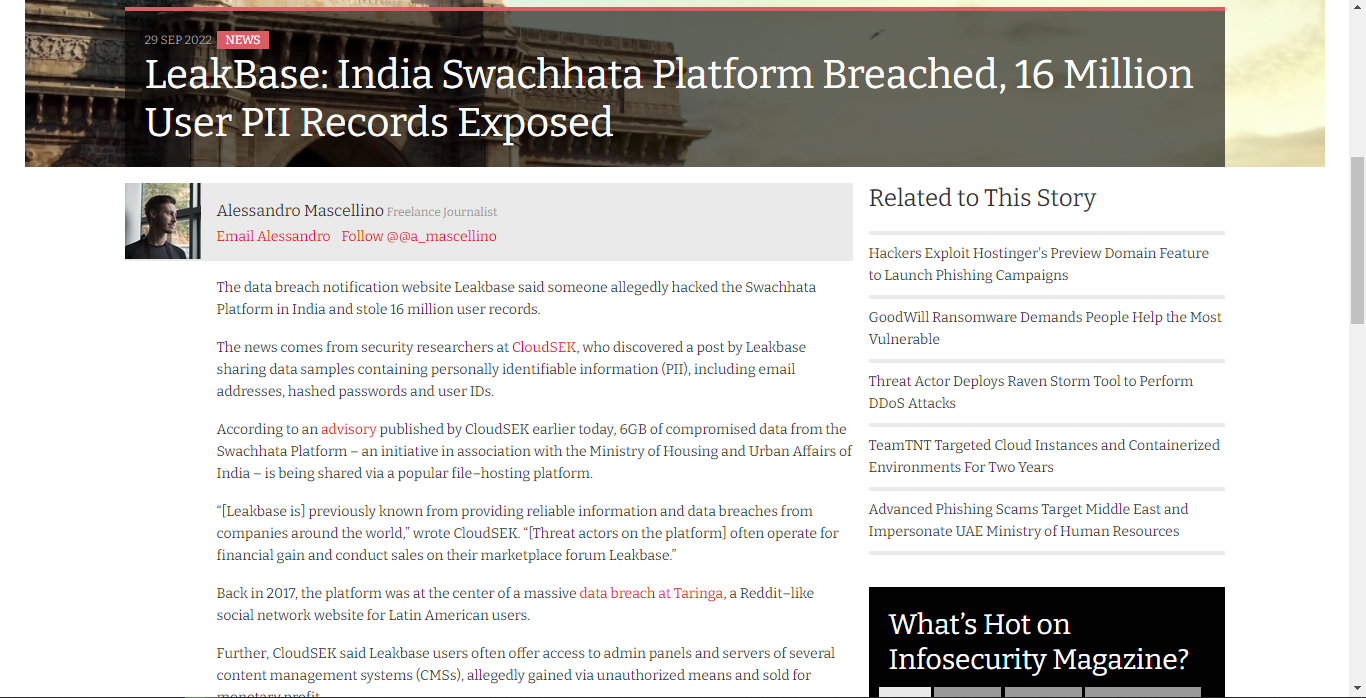 29 SEP 2022 NEWS
LeakBase: India Swachhata Platform Breached, 16 Million
User PII Records Exposed
Alessandro Mascellino Freelance Journalist
Email Alessandro Follow @@a_mascellino
The data breach notification website Leakbase said someone allegedly hacked the Swachhata
Platform in India and stole 16 million user records.
The news comes from security researchers at CloudSEK, who discovered a post by Leakbase
sharing data samples containing personally identifiable information (PII), including email
addresses, hashed passwords and user IDs.
According to an advisory published by CloudSEK earlier today, 6GB of compromised data from the
Swachhata Platform – an initiative in association with the Ministry of Housing and Urban Affairs of
India – is being shared via a popular file–hosting platform.
“[Leakbase is] previously known from providing reliable information and data breaches from
companies around the world,” wrote CloudSEK. “[Threat actors on the platform] often operate for
financial gain and conduct sales on their marketplace forum Leakbase.”
Back in 2017, the platform was at the center of a massive data breach at Taringa, a Reddit–like
social network website for Latin American users.
Further, CloudSEK said Leakbase users often offer access to admin panels and servers of several
content management systems (CMSs), allegedly gained via unauthorized means and sold for
monetary profit.
Related to This Story
Hackers Exploit Hostinger's Preview Domain Feature
to Launch Phishing Campaigns
GoodWill Ransomware Demands People Help the Most
Vulnerable
Threat Actor Deploys Raven Storm Tool to Perform
DDoS Attacks
TeamTNT Targeted Cloud Instances and Containerized
Environments For Two Years
Advanced Phishing Scams Target Middle East and
Impersonate UAE Ministry of Human Resources
What’s Hot on
Infosecurity Magazine?